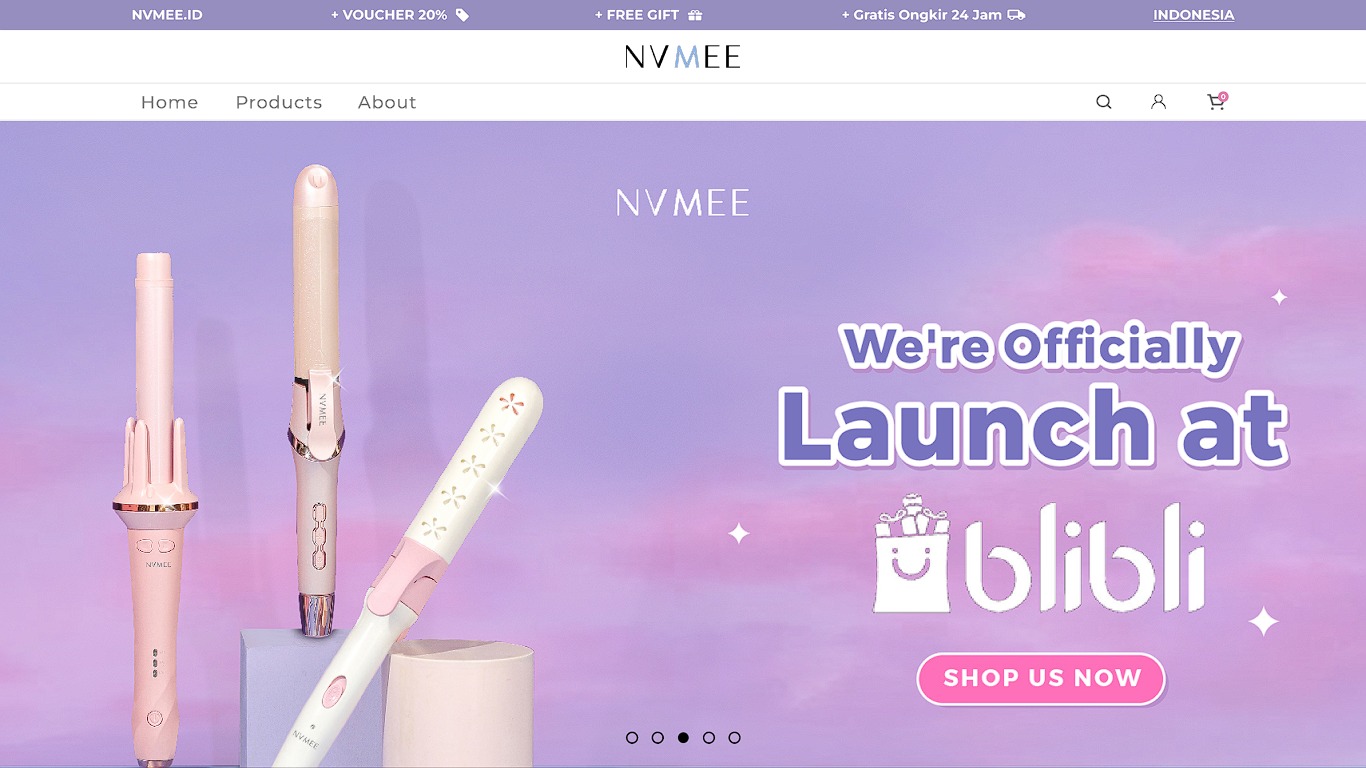 NVMEE.ID
+ VOUCHER 20%
+ FREE GIFT
+ Gratis Ongkir 24 Jam
INDONESIA
NVMEE
Home
Products
About
0
NVMEE
We're Officially
Launch at
blibli
SHOP US NOW
NVMEE
NVMEE
NVMEE